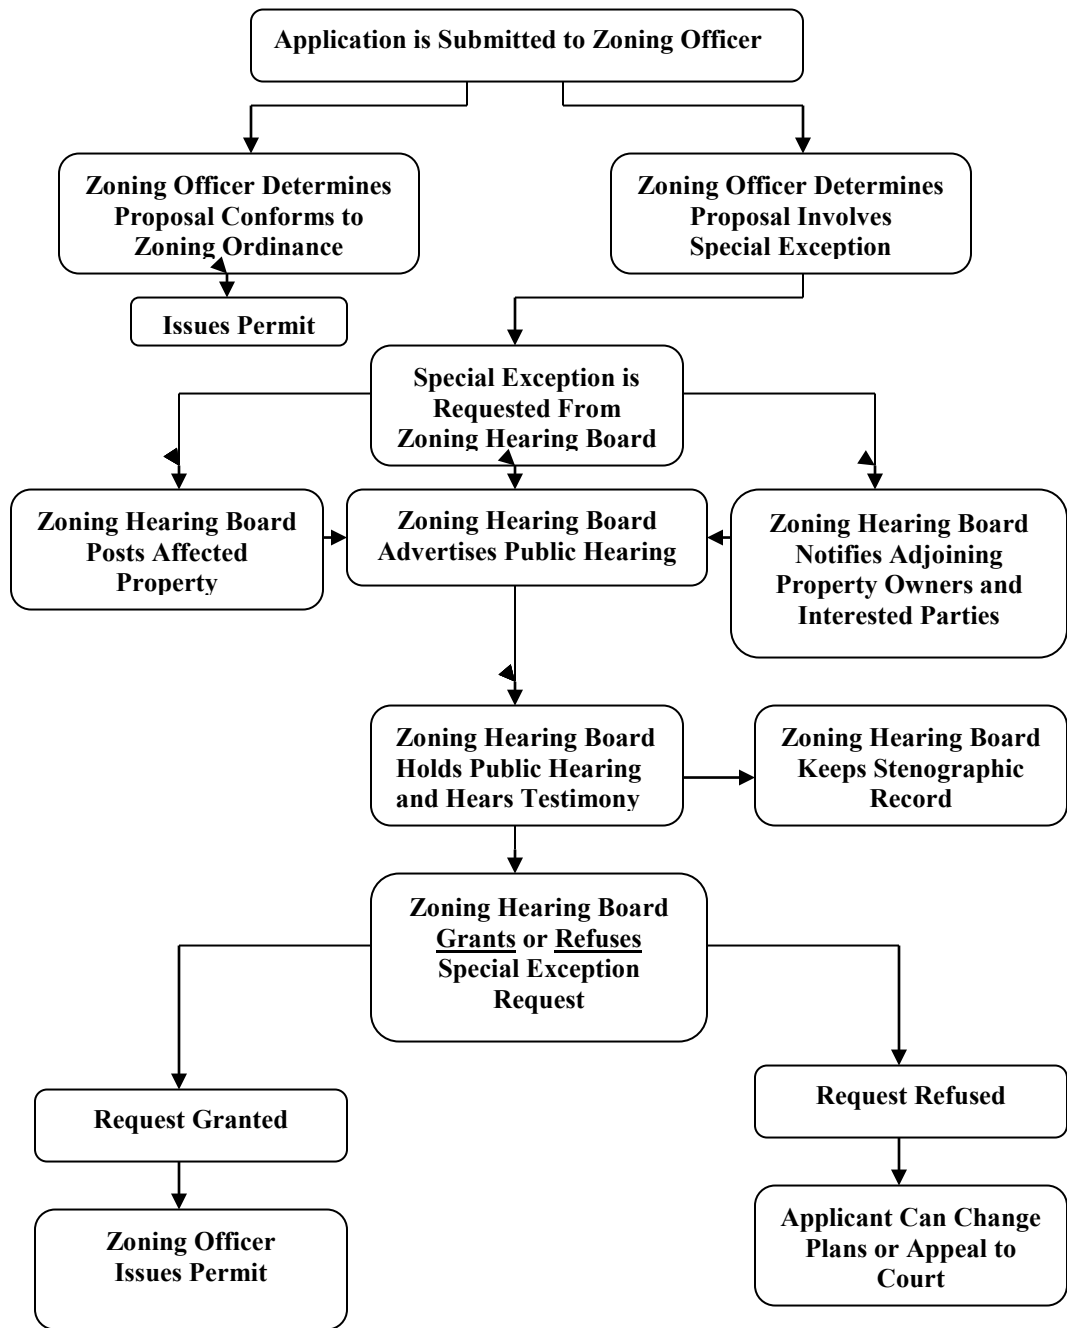 Application is Submitted to Zoning Officer
Zoning Officer Determines
Proposal Conforms to
Zoning Ordinance
Zoning Officer Determines
Proposal Involves
Special Exception
Issues Permit
Special Exception is
Requested From
Zoning Hearing Board
Zoning Hearing Board
Posts Affected
Property
Zoning Hearing Board
Advertises Public Hearing
Zoning Hearing Board
Notifies Adjoining
Property Owners and
Interested Parties
Zoning Hearing Board
Holds Public Hearing
and Hears Testimony
Zoning Hearing Board
Keeps Stenographic
Record
Zoning Hearing Board
Grants or Refuses
Special Exception
Request
Request Granted
Request Refused
Zoning Officer
Issues Permit
Applicant Can Change
Plans or Appeal to
Court